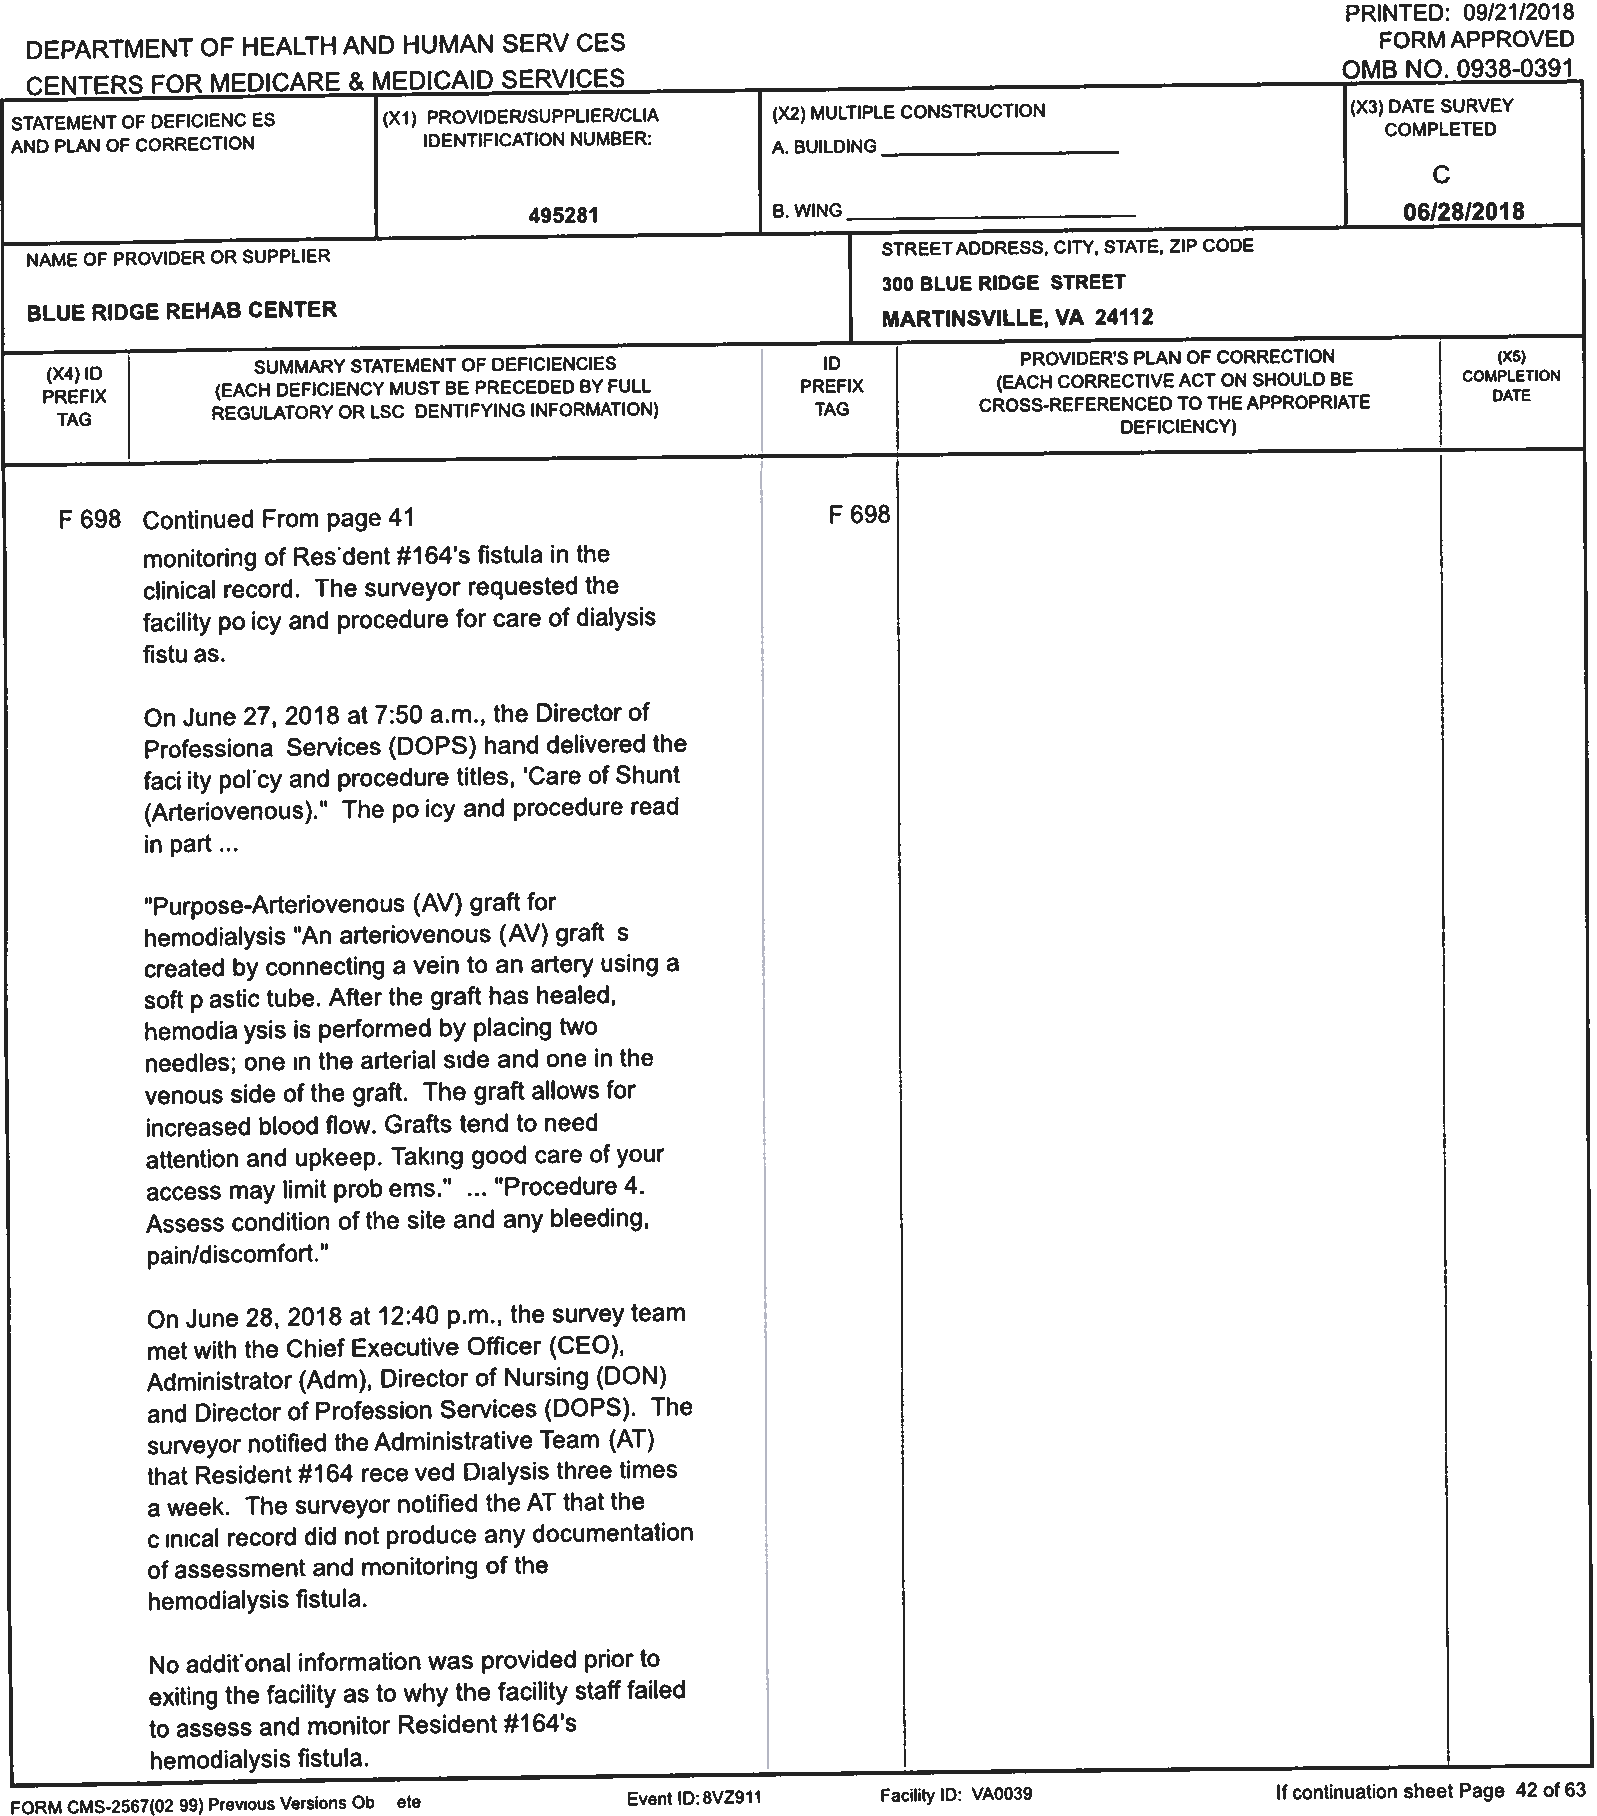 PRINTED: 09/21/2018
DEPARTMENT OF HEALTH AND HUMAN SERV CES
FORM APPROVED
CENTERS FOR MEDICARE & MEDICAID SERVICES
OMB NO. 0938-0391
STATEMENT OF DEFICIENC ES
AND PLAN OF CORRECTION
(X1) PROVIDER/SUPPLIER/CLIA
IDENTIFICATION NUMBER:
495281
(X2) MULTIPLE CONSTRUCTION
A. BUILDING
B. WING
(X3) DATE SURVEY
COMPLETED
C
06/28/2018
NAME OF PROVIDER OR SUPPLIER
BLUE RIDGE REHAB CENTER
STREET ADDRESS, CITY, STATE, ZIP CODE
300 BLUE RIDGE STREET
MARTINSVILLE, VA 24112
(X4) ID
PREFIX
TAG
SUMMARY STATEMENT OF DEFICIENCIES
(EACH DEFICIENCY MUST BE PRECEDED BY FULL
REGULATORY OR LSC DENTIFYING INFORMATION)
ID
PREFIX
TAG
PROVIDER'S PLAN OF CORRECTION
(EACH CORRECTIVE ACT ON SHOULD BE
CROSS-REFERENCED TO THE APPROPRIATE
DEFICIENCY)
(X5)
COMPLETION
DATE
F 698 Continued From page 41
F 698
monitoring of Res dent #164's fistula in the
clinical record. The surveyor requested the
facility po icy and procedure for care of dialysis
fistu as.
On June 27, 2018 at 7:50 a.m., the Director of
Professiona Services (DOPS) hand delivered the
faci ity pol cy and procedure titles, 'Care of Shunt
(Arteriovenous)." The po icy and procedure read
in part ...
"Purpose-Arteriovenous (AV) graft for
hemodialysis "An arteriovenous (AV) graft s
created by connecting a vein to an artery using a
soft p astic tube. After the graft has healed,
hemodia ysis is performed by placing two
needles; one in the arterial side and one in the
venous side of the graft. The graft allows for
increased blood flow. Grafts tend to need
attention and upkeep. Taking good care of your
access may limit prob ems." ... "Procedure 4.
Assess condition of the site and any bleeding,
pain/discomfort."
On June 28, 2018 at 12:40 p.m., the survey team
met with the Chief Executive Officer (CEO),
Administrator (Adm), Director of Nursing (DON)
and Director of Profession Services (DOPS). The
surveyor notified the Administrative Team (AT)
that Resident #164 rece ved Dialysis three times
a week. The surveyor notified the AT that the
c inical record did not produce any documentation
of assessment and monitoring of the
hemodialysis fistula.
No addit onal information was provided prior to
exiting the facility as to why the facility staff failed
to assess and monitor Resident #164's
hemodialysis fistula.
FORM CMS-2567(02 99) Previous Versions Ob ete
Event ID: 8VZ911
Facility ID: VA0039
If continuation sheet Page 42 of 63